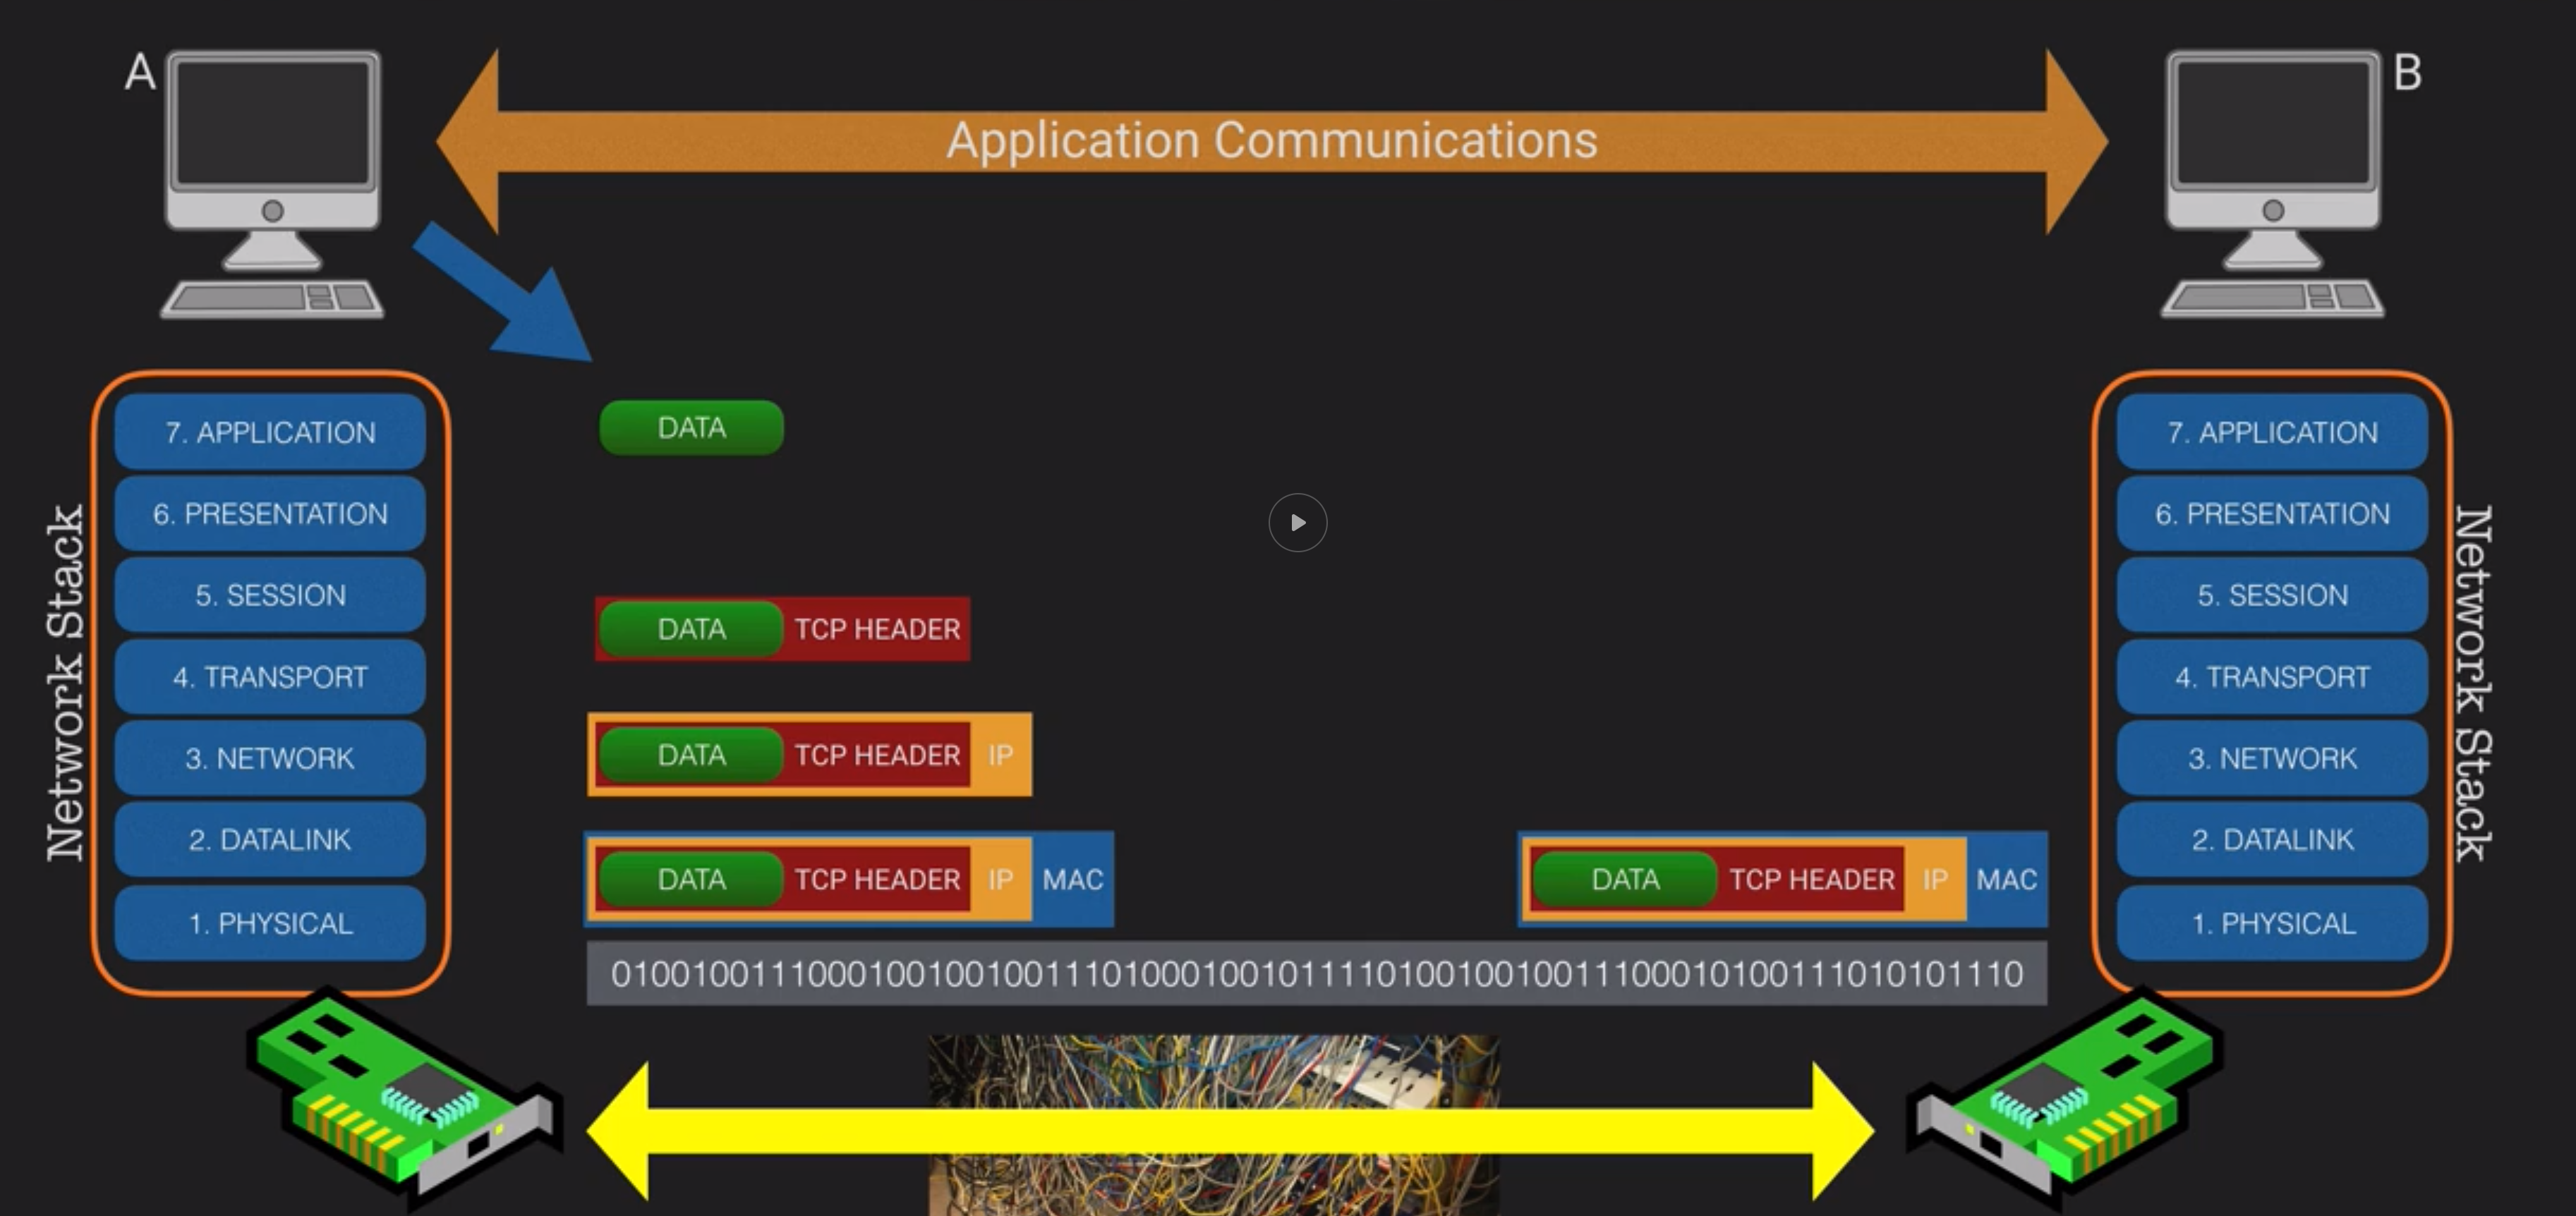 A
B
Application Communications
Network Stack
7. APPLICATION
6. PRESENTATION
5. SESSION
4. TRANSPORT
3. NETWORK
2. DATALINK
1. PHYSICAL
DATA
DATA TCP HEADER
DATA TCP HEADER IP
DATA TCP HEADER IP MAC
DATA TCP HEADER IP MAC
010010011100010010010011101000100101111010010010011100010100111010101110
7. APPLICATION
6. PRESENTATION
5. SESSION
4. TRANSPORT
3. NETWORK
2. DATALINK
1. PHYSICAL
Network Stack